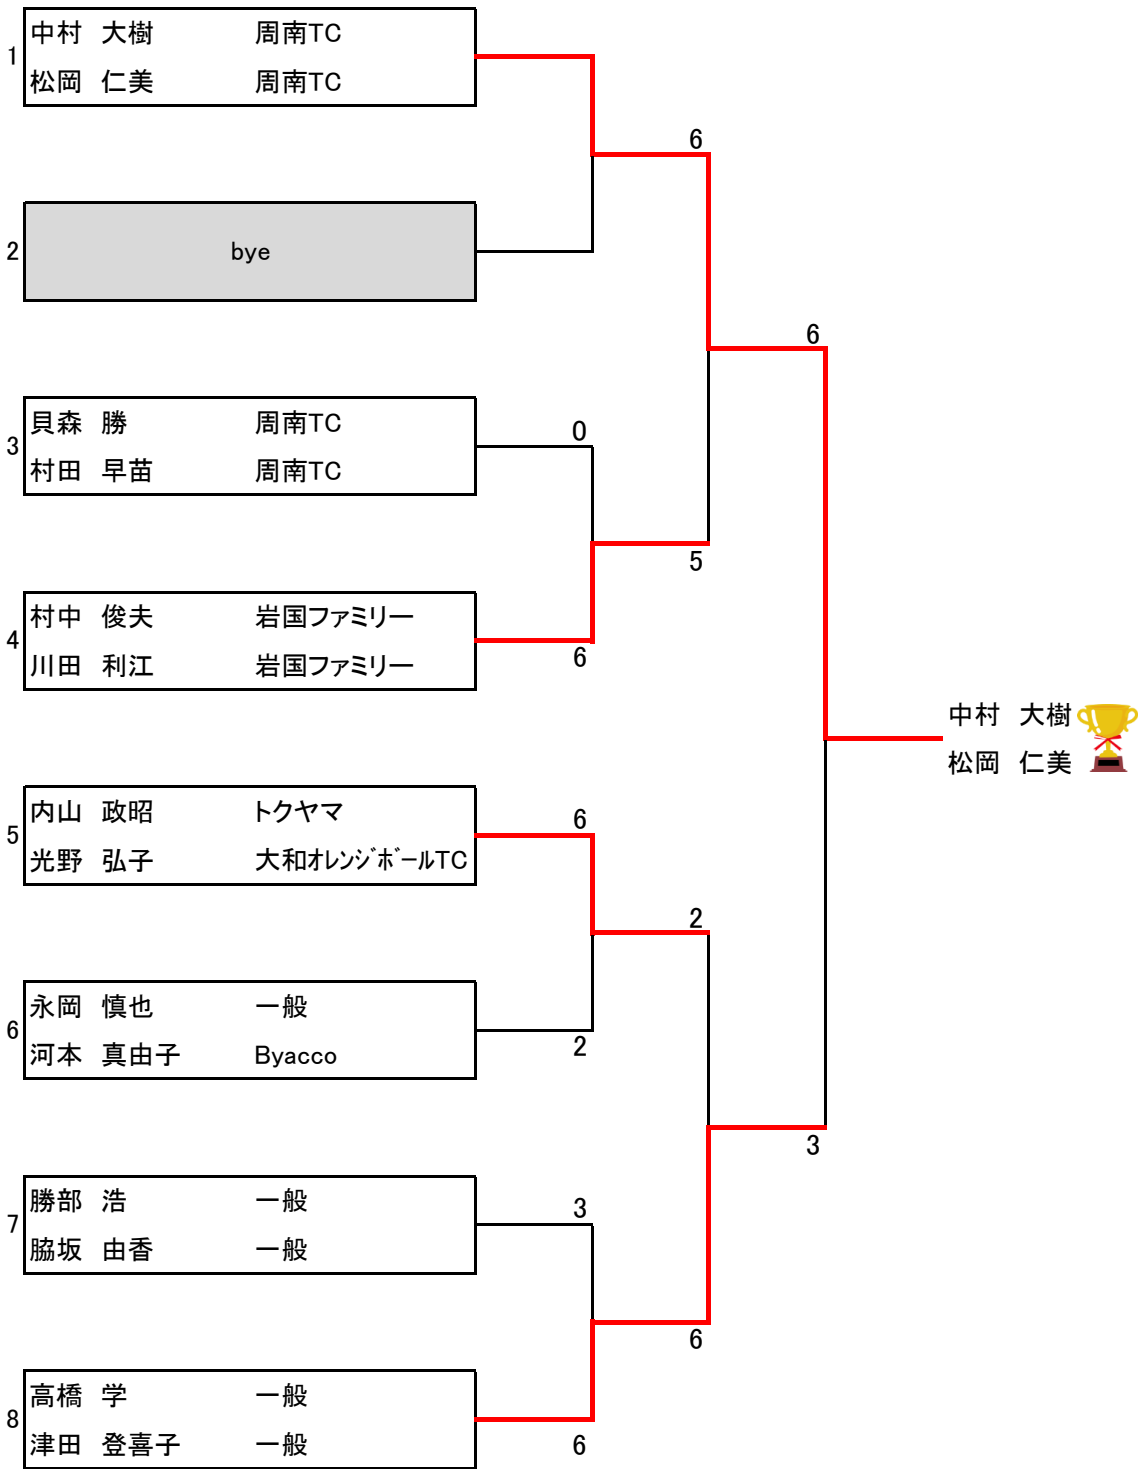 1
中村 大樹 周南TC
松岡 仁美 周南TC
6
2
bye
6
3
貝森 勝 周南TC
村田 早苗 周南TC
0
5
4
村中 俊夫 岩国ファミリー
川田 利江 岩国ファミリー
6
中村 大樹
松岡 仁美
5
内山 政昭 トクヤマ
光野 弘子 大和オレンジボールTC
6
2
6
永岡 慎也 一般
河本 真由子 Byacco
2
3
7
勝部 浩 一般
脇坂 由香 一般
3
6
8
高橋 学 一般
津田 登喜子 一般
6